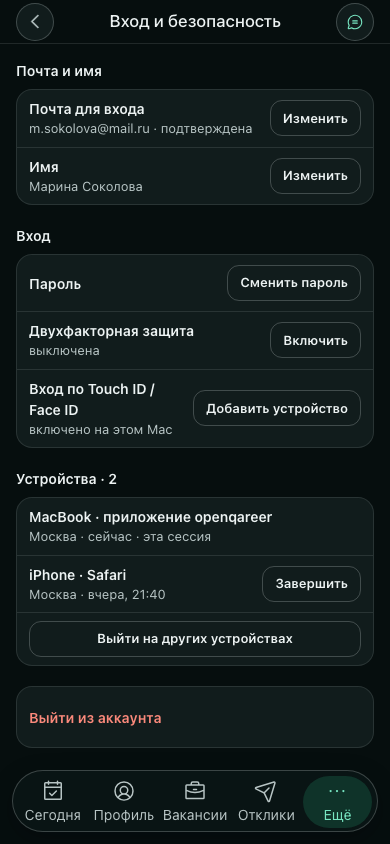 Вход и безопасность
Почта и имя
Почта для входа
m.sokolova@mail.ru · подтверждена
Изменить
Имя
Марина Соколова
Изменить
Вход
Пароль
Сменить пароль
Двухфакторная защита
выключена
Включить
Вход по Touch ID /
Face ID
включено на этом Mac
Добавить устройство
Устройства · 2
MacBook · приложение openqareer
Москва · сейчас · эта сессия
iPhone · Safari
Москва · вчера, 21:40
Завершить
Выйти на других устройствах
Выйти из аккаунта
Сегодня
Профиль
Вакансии
Отклики
Ещё